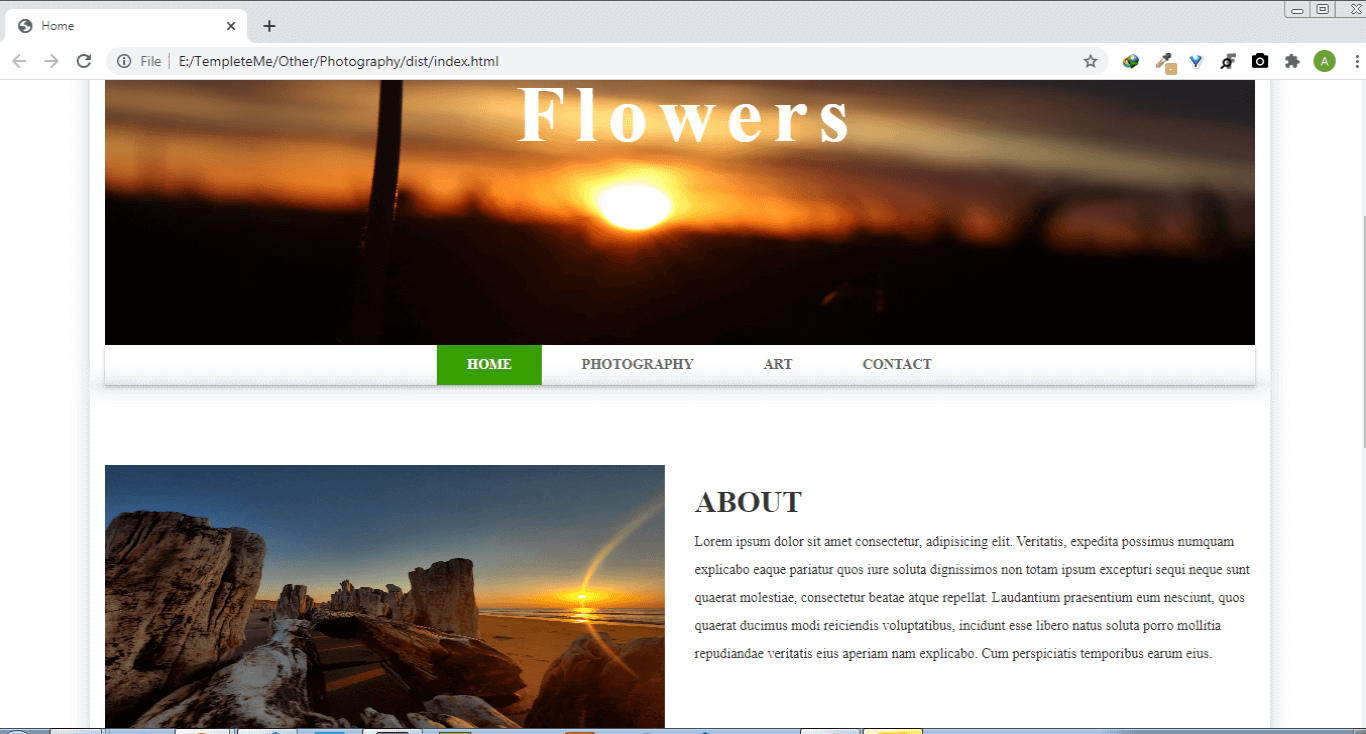 Home
File
E:/TempleteMe/Other/Photography/dist/index.html
A
Flowers
HOME PHOTOGRAPHY ART CONTACT
ABOUT
Lorem ipsum dolor sit amet consectetur, adipisicing elit. Veritatis, expedita possimus numquam
explicabo eaque pariatur quos iure soluta dignissimos non totam ipsum excepturi sequi neque sunt
quaerat molestiae, consectetur beatae atque repellat. Laudantium praesentium eum nesciunt, quos
quaerat ducimus modi reiciendis voluptatibus, incidunt esse libero natus soluta porro mollitia
repudiandae veritatis eius aperiam nam explicabo. Cum perspiciatis temporibus earum eius.